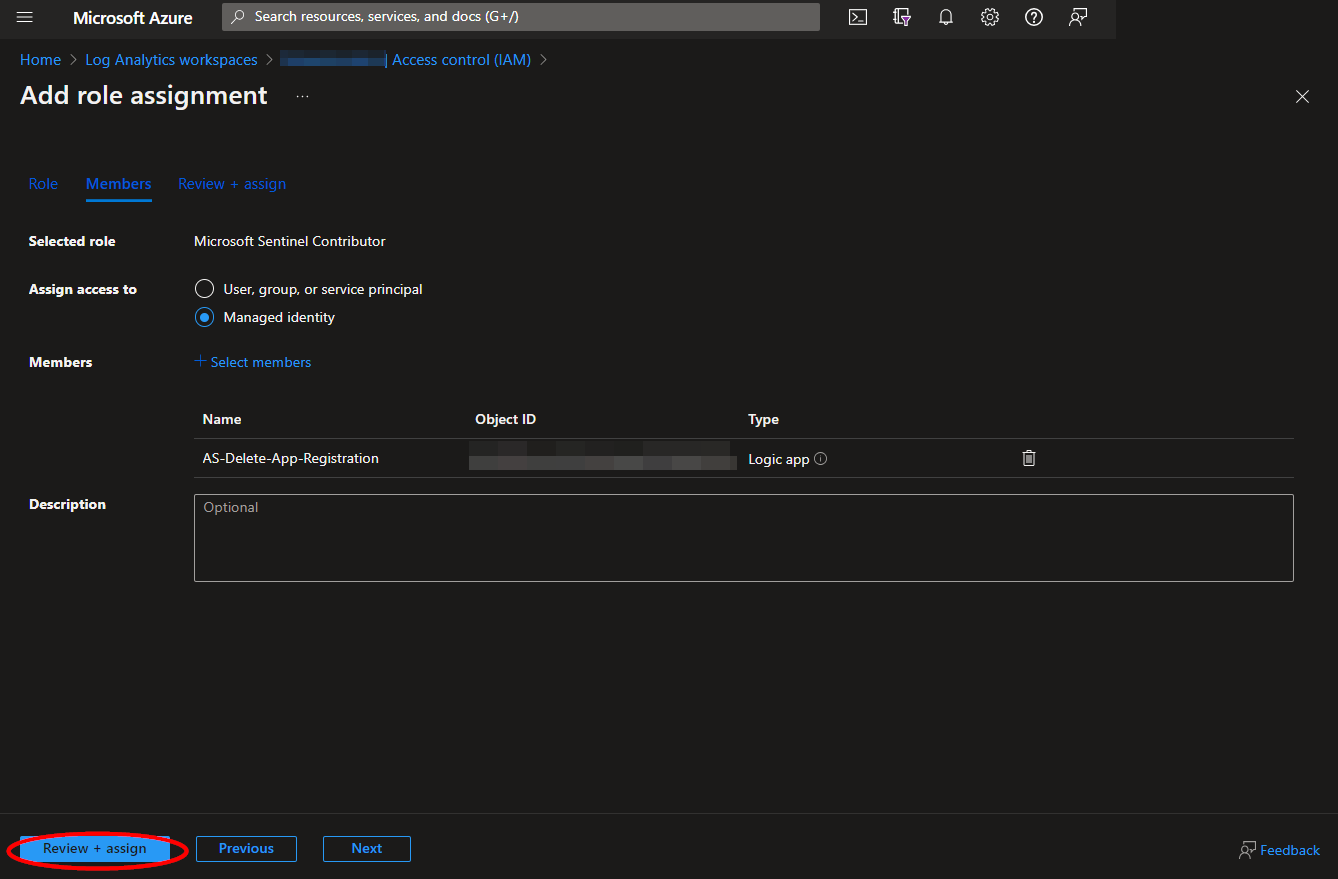 Microsoft Azure
Search resources, services, and docs (G+/)
Home > Log Analytics workspaces > | Access control (IAM) >
Add role assignment ...
Role Members Review + assign
Selected role Microsoft Sentinel Contributor
Assign access to User, group, or service principal
Managed identity
Members + Select members
Name Object ID Type
AS-Delete-App-Registration Logic app
Description Optional
Review + assign Previous Next Feedback